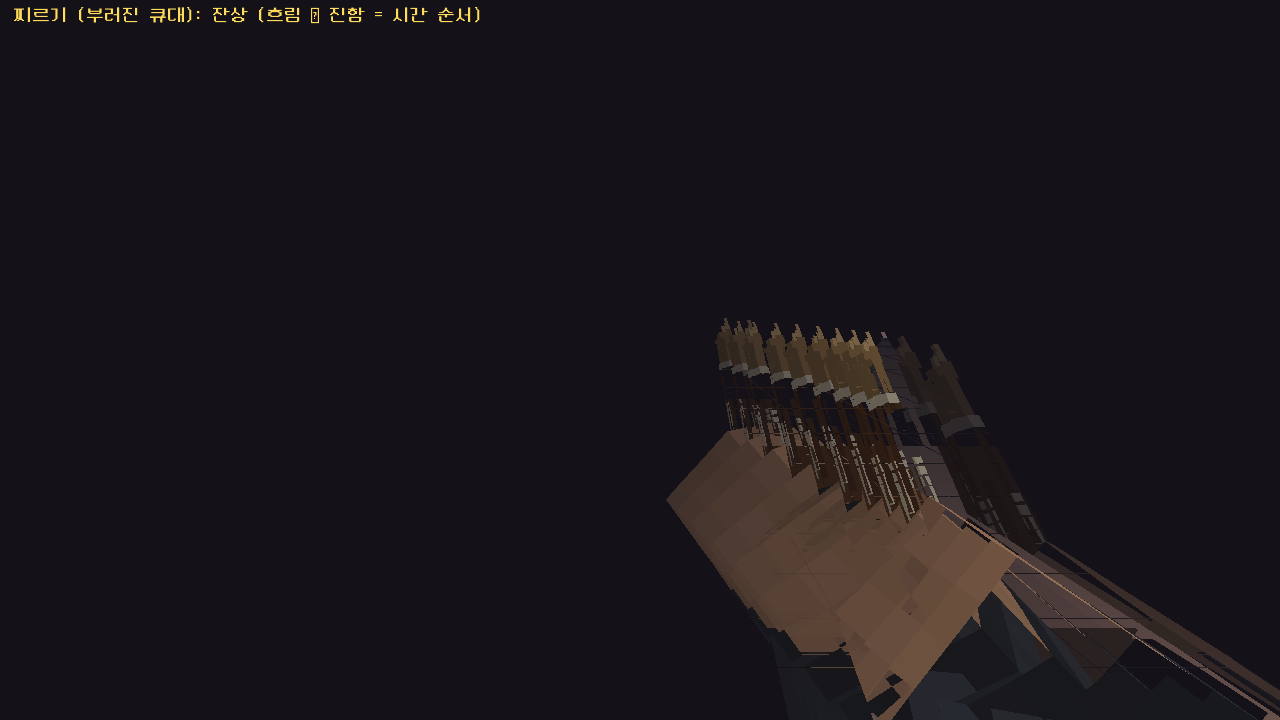 찌르기 (부러진 큐대): 잔상 (흐림 진함 = 시간 순서)